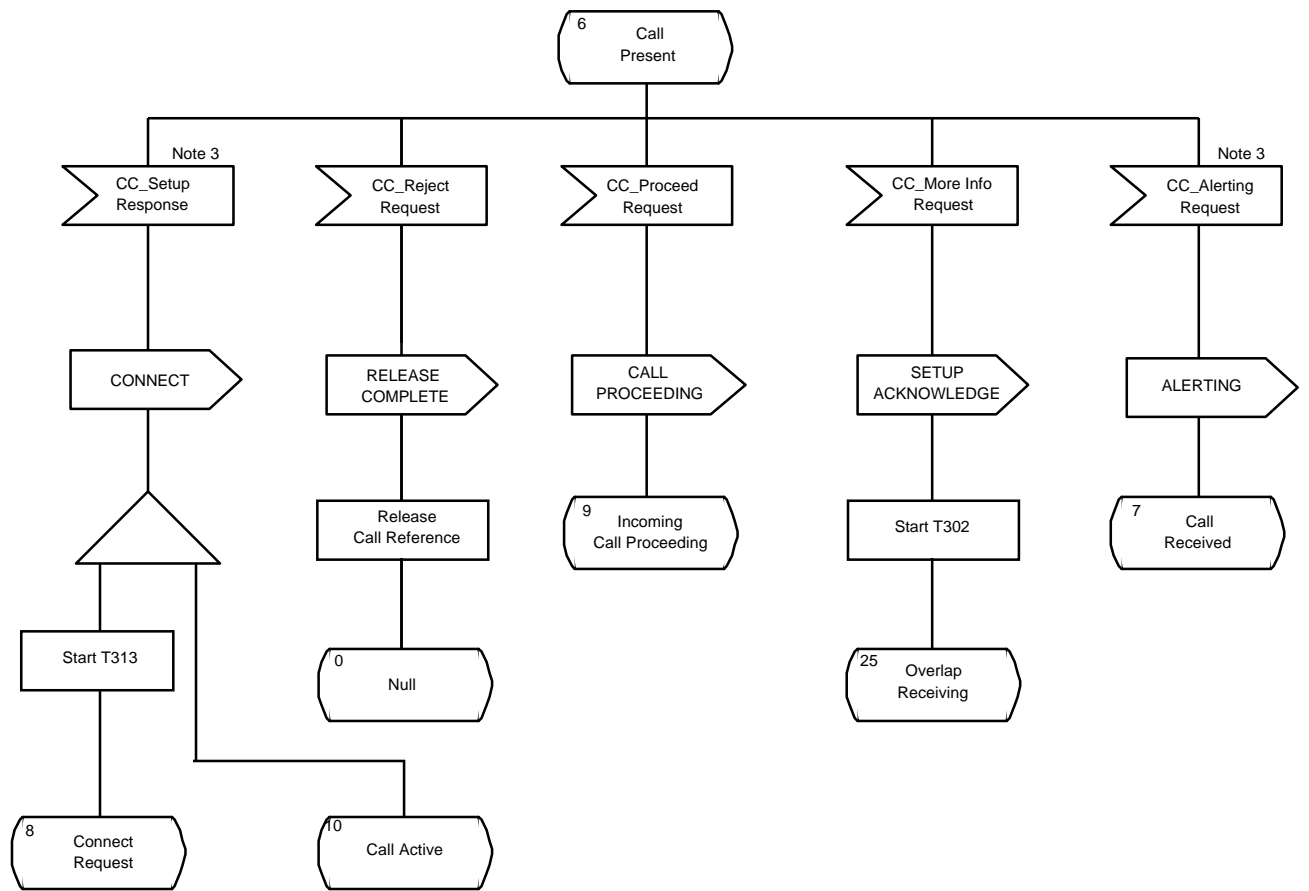 6
Call
Present
Note 3
Note 3
CC_Setup
Response
CC_Reject
Request
CC_Proceed
Request
CC_More Info
Request
CC_Alerting
Request
CONNECT
RELEASE
COMPLETE
CALL
PROCEEDING
SETUP
ACKNOWLEDGE
ALERTING
Release
Call Reference
9
Incoming
Call Proceeding
Start T302
7
Call
Received
Start T313
0
Null
25
Overlap
Receiving
8
Connect
Request
10
Call Active